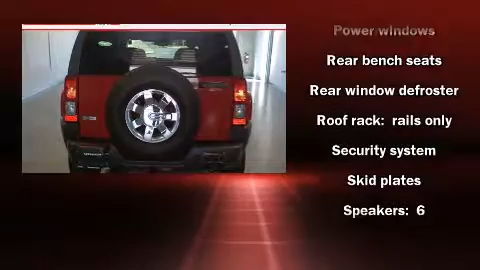 Power windows
Rear bench seats
Rear window defroster
Roof rack:  rails only
Security system
Skid plates
Speakers:  6